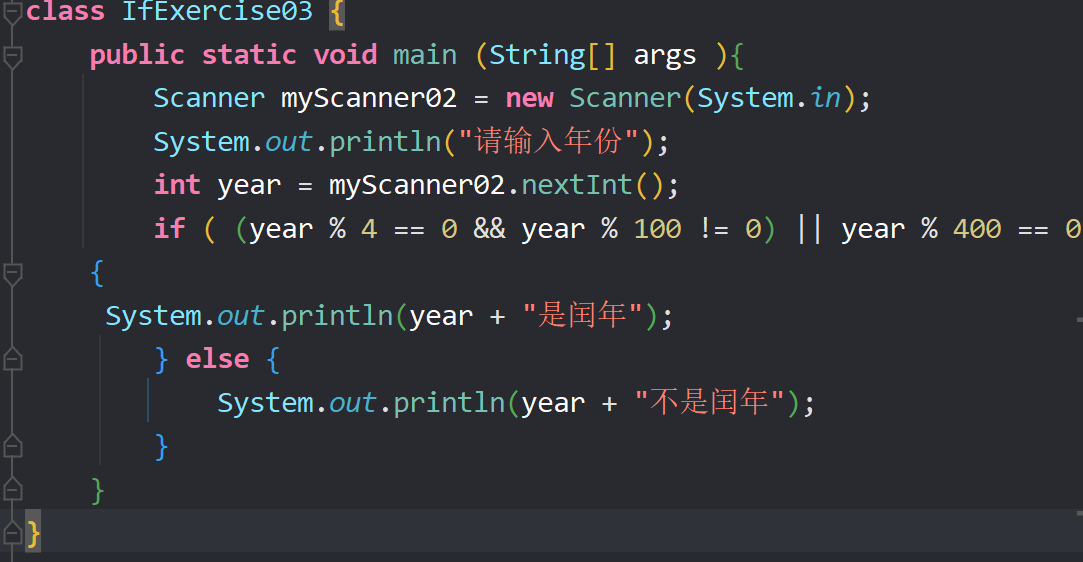 class IfExercise03 {
public static void main (String[] args ){
Scanner myScanner02 = new Scanner(System.in);
System.out.println("请输入年份");
int year = myScanner02.nextInt();
if ( (year % 4 == 0 && year % 100 != 0) || year % 400 == 0
{
System.out.println(year + "是闰年");
} else {
System.out.println(year + "不是闰年");
}
}
}